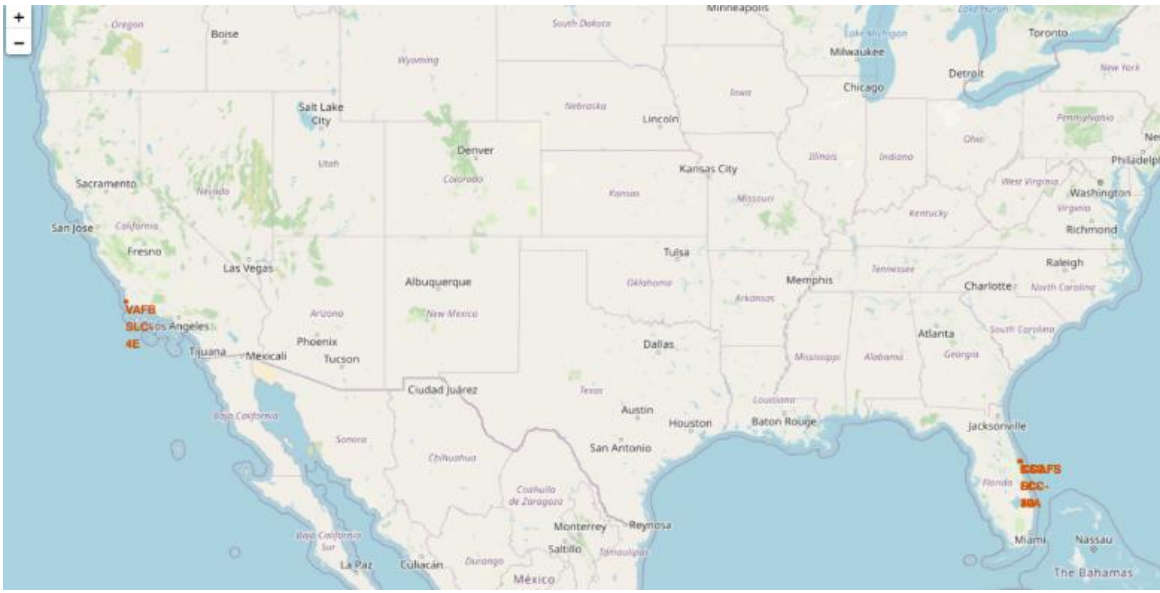 +
−
Oregon
Boise
South Dakota
Minneapolis
Lake Huron
Toronto
Wyoming
Milwaukee
Lake Michigan
Detroit
New York
Chicago
Salt Lake
City
Nebraska
Iowa
Lincoln
Pennsylvania
Ohio
Denver
Utah
Illinois
Indiana
Philadelph
Sacramento
Nevada
Colorado
Kansas City
Kansas
Missouri
West Virginia
Washington
Virginia
San Jose
California
Kentucky
Richmond
Fresno
Las Vegas
Tulsa
Raleigh
Albuquerque
Oklahoma
Memphis
Tennessee
Charlotte
North Carolina
Arkansas
VAFB
SLC-
4E
Los Angeles
Arizona
New Mexico
Phoenix
Tucson
Tijuana
Mexicali
Dallas
Atlanta
South Carolina
Mississippi
Alabama
Georgia
Ciudad Juárez
Texas
Louisiana
Baja California
Austin
Houston
Baton Rouge
Jacksonville
Sonora
San Antonio
Chihuahua
Florida
Coahuila
de Zaragoza
Monterrey
Reynosa
Miami
Nassau
Baja California
Sur
Saltillo
Tamaulipas
La Paz
Culiacán
Durango
México
The Bahamas